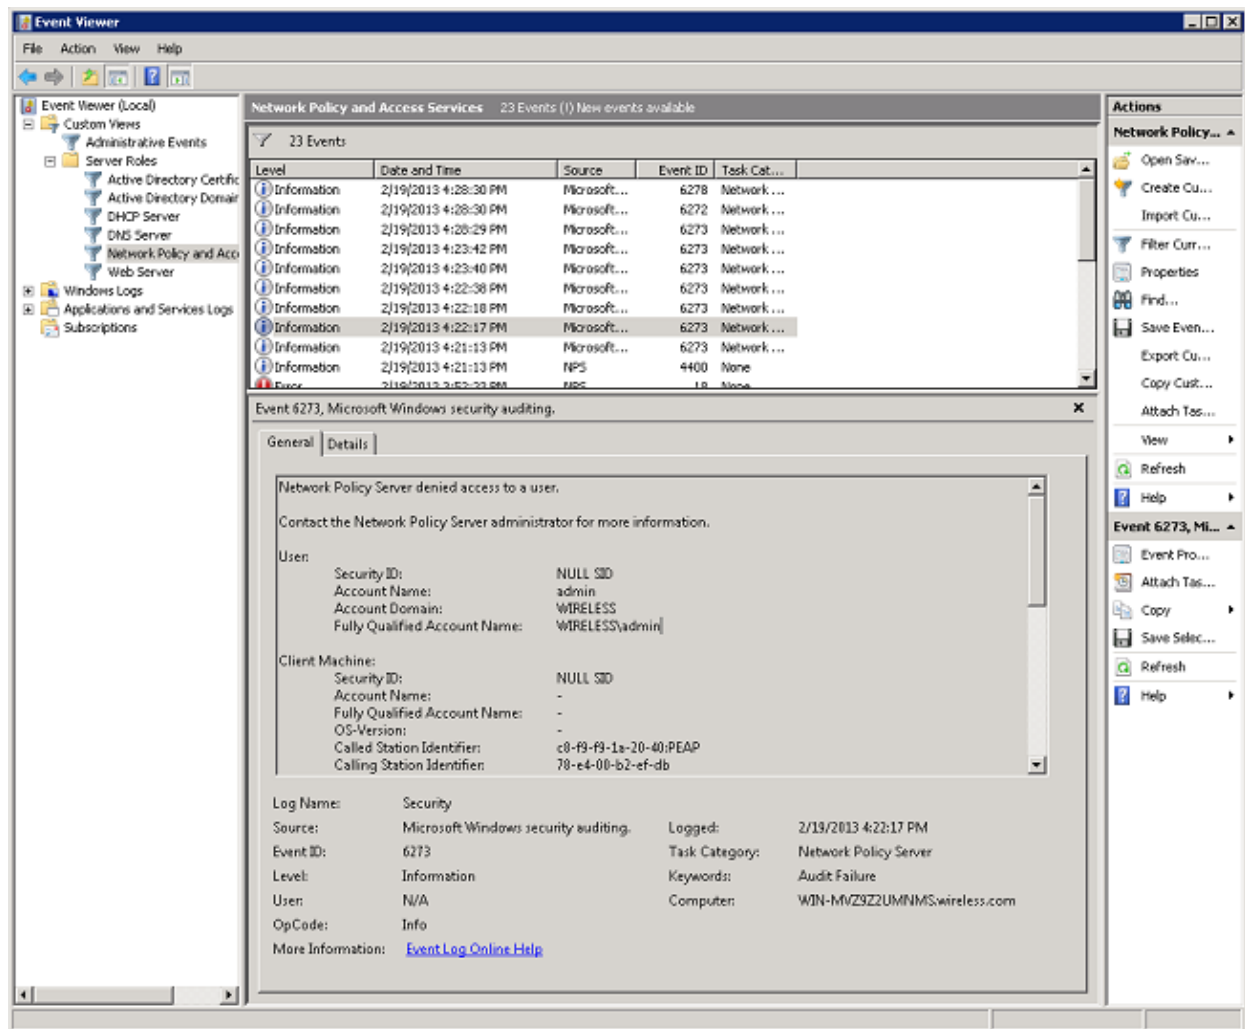 Event Viewer
File Action View Help
Event Viewer (Local)
Custom Views
Administrative Events
Server Roles
Active Directory Certific
Active Directory Domair
DHCP Server
DNS Server
Network Policy and Acce
Web Server
Windows Logs
Applications and Services Logs
Subscriptions
Network Policy and Access Services 23 Events (!) New events available
23 Events
Level Date and Time Source Event ID Task Cat...
Information 2/19/2013 4:28:30 PM Microsoft... 6278 Network ...
Information 2/19/2013 4:28:30 PM Microsoft... 6272 Network ...
Information 2/19/2013 4:28:29 PM Microsoft... 6273 Network ...
Information 2/19/2013 4:23:42 PM Microsoft... 6273 Network ...
Information 2/19/2013 4:23:40 PM Microsoft... 6273 Network ...
Information 2/19/2013 4:22:38 PM Microsoft... 6273 Network ...
Information 2/19/2013 4:22:18 PM Microsoft... 6273 Network ...
Information 2/19/2013 4:22:17 PM Microsoft... 6273 Network ...
Information 2/19/2013 4:21:13 PM Microsoft... 6273 Network ...
Information 2/19/2013 4:21:13 PM NPS 4400 None
Error 2/19/2013 3:52:23 PM NPS 18 None
Event 6273, Microsoft Windows security auditing.
General Details
Network Policy Server denied access to a user.
Contact the Network Policy Server administrator for more information.
User:
Security ID: NULL SID
Account Name: admin
Account Domain: WIRELESS
Fully Qualified Account Name: WIRELESS\admin
Client Machine:
Security ID: NULL SID
Account Name: -
Fully Qualified Account Name: -
OS-Version: -
Called Station Identifier: c8-f9-f9-1a-20-40:PEAP
Calling Station Identifier: 78-e4-00-b2-ef-db
Log Name: Security
Source: Microsoft Windows security auditing. Logged: 2/19/2013 4:22:17 PM
Event ID: 6273 Task Category: Network Policy Server
Level: Information Keywords: Audit Failure
User: N/A Computer: WIN-MVZ9Z2UMNMS.wireless.com
OpCode: Info
More Information: Event Log Online Help
Actions
Network Policy...
Open Sav...
Create Cu...
Import Cu...
Filter Curr...
Properties
Find...
Save Even...
Export Cu...
Copy Cust...
Attach Tas...
View
Refresh
Help
Event 6273, Mi...
Event Pro...
Attach Tas...
Copy
Save Selec...
Refresh
Help